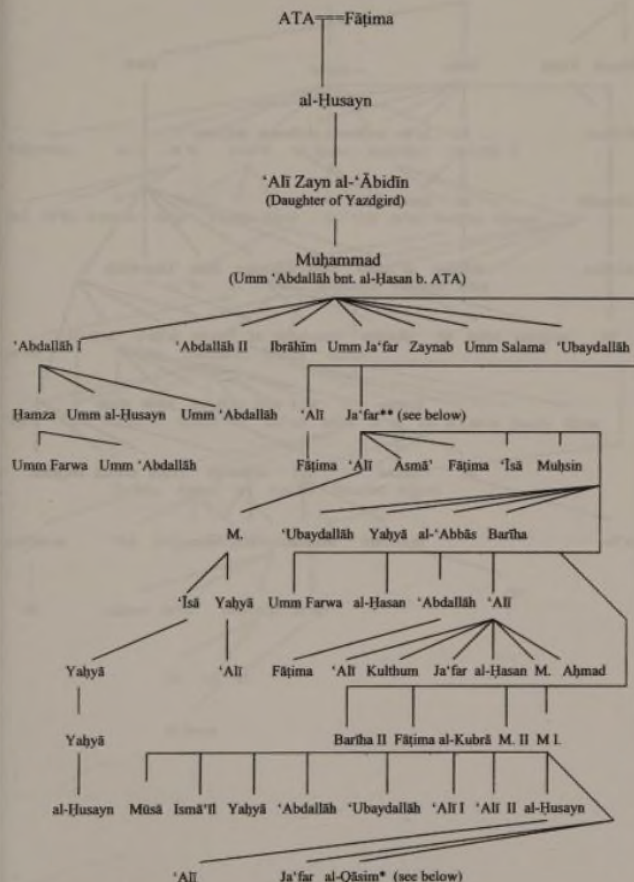 ATA===Fāṭima
al-Ḥusayn
‘Alī Zayn al-‘Ābidīn
(Daughter of Yazdgird)
Muḥammad
(Umm ‘Abdallāh bnt. al-Ḥasan b. ATA)
‘Abdallāh I ‘Abdallāh II Ibrāhīm Umm Ja‘far Zaynab Umm Salama ‘Ubaydallāh
Ḥamza Umm al-Ḥusayn Umm ‘Abdallāh ‘Alī Ja‘far** (see below)
Umm Farwa Umm ‘Abdallāh Fāṭima ‘Alī Asmā’ Fāṭima ‘Īsā Muḥsin
M. ‘Ubaydallāh Yaḥyā al-‘Abbās Barīha
‘Īsā Yaḥyā Umm Farwa al-Ḥasan ‘Abdallāh ‘Alī
Yaḥyā ‘Alī Fāṭima ‘Alī Kulthum Ja‘far al-Ḥasan M. Aḥmad
Yaḥyā Barīha II Fāṭima al-Kubrā M. II M I.
al-Ḥusayn Mūsā Ismā‘īl Yaḥyā ‘Abdallāh ‘Ubaydallāh ‘Alī I ‘Alī II al-Ḥusayn
‘Alī Ja‘far al-Qāsim* (see below)